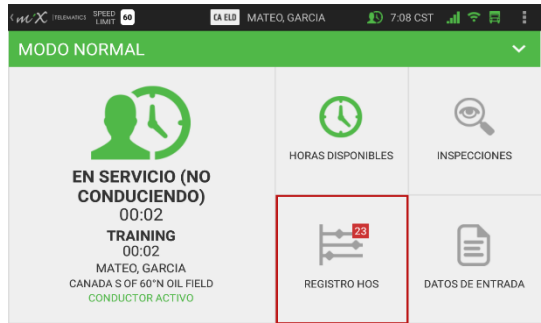 MiX TELEMATICS SPEED LIMIT 60 CA ELD MATEO, GARCIA 7:08 CST
MODO NORMAL
EN SERVICIO (NO
CONDUCIENDO)
00:02
TRAINING
00:02
MATEO, GARCIA
CANADA S OF 60°N OIL FIELD
CONDUCTOR ACTIVO
HORAS DISPONIBLES
INSPECCIONES
23
REGISTRO HOS
DATOS DE ENTRADA